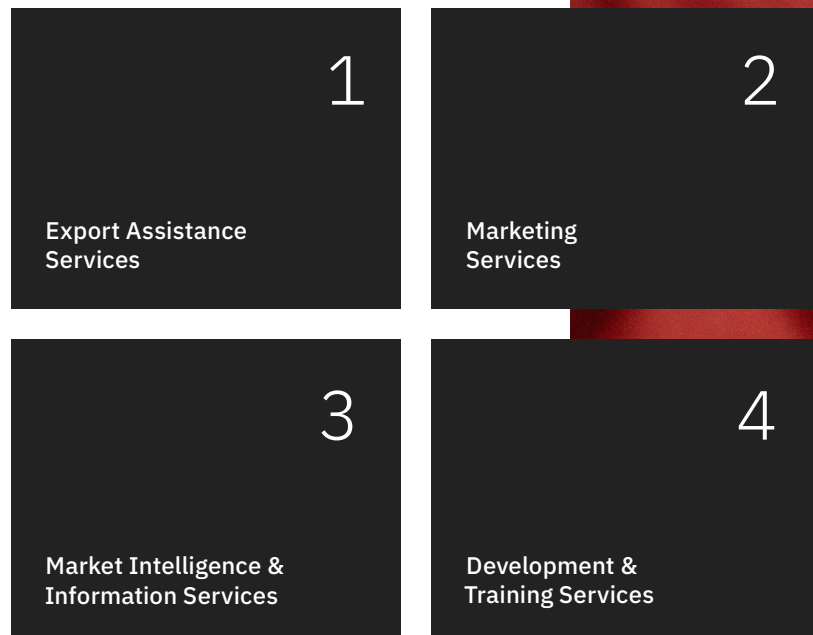 1
Export Assistance
Services
2
Marketing
Services
3
Market Intelligence &
Information Services
4
Development &
Training Services